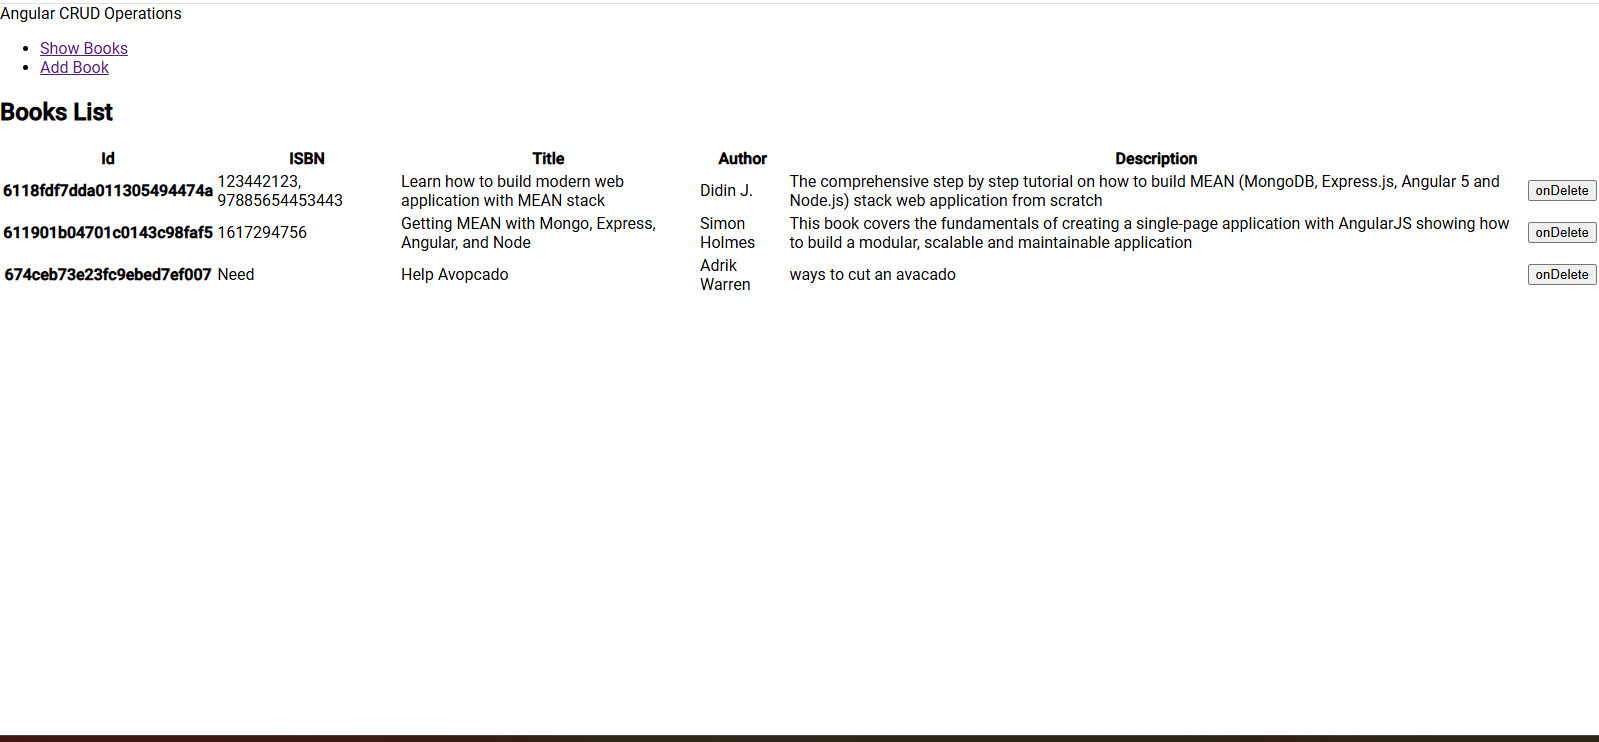 Angular CRUD Operations
Show Books
Add Book
Books List
Id ISBN Title Author Description
6118fdf7dda011305494474a 123442123, 97885654453443 Learn how to build modern web application with MEAN stack Didin J. The comprehensive step by step tutorial on how to build MEAN (MongoDB, Express.js, Angular 5 and Node.js) stack web application from scratch onDelete
611901b04701c0143c98faf5 1617294756 Getting MEAN with Mongo, Express, Angular, and Node Simon Holmes This book covers the fundamentals of creating a single-page application with AngularJS showing how to build a modular, scalable and maintainable application onDelete
674ceb73e23fc9ebed7ef007 Need Help Avopcado Adrik Warren ways to cut an avacado onDelete